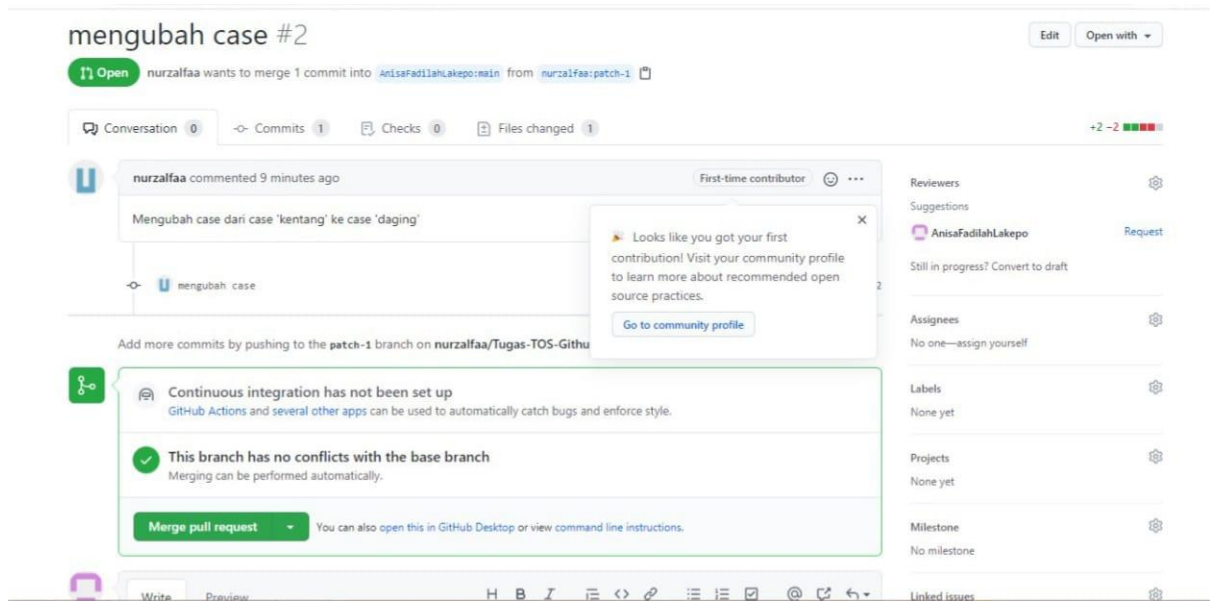 mengubah case #2
Edit
Open with
Open
nurzalfaa wants to merge 1 commit into AnisaFadilahLakepo:main from nurzalfaa:patch-1
Conversation 0
Commits 1
Checks 0
Files changed 1
+2 −2
nurzalfaa commented 9 minutes ago
First-time contributor
Mengubah case dari case 'kentang' ke case 'daging'
Looks like you got your first
contribution! Visit your community profile
to learn more about recommended open
source practices.
Go to community profile
mengubah case
2
Add more commits by pushing to the patch-1 branch on nurzalfaa/Tugas-TOS-Githu
Continuous integration has not been set up
GitHub Actions and several other apps can be used to automatically catch bugs and enforce style.
This branch has no conflicts with the base branch
Merging can be performed automatically.
Merge pull request
You can also open this in GitHub Desktop or view command line instructions.
Write
Preview
H B I
Reviewers
Suggestions
AnisaFadilahLakepo
Request
Still in progress? Convert to draft
Assignees
No one—assign yourself
Labels
None yet
Projects
None yet
Milestone
No milestone
Linked issues